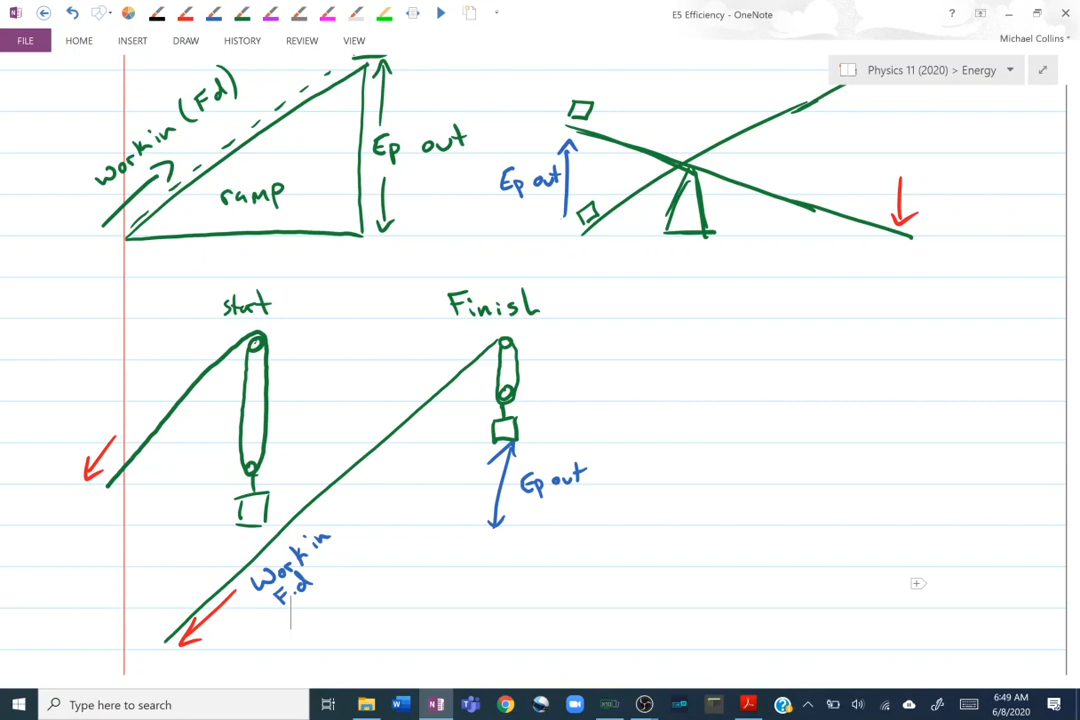 E5 Efficiency - OneNote
?
FILE
HOME
INSERT
DRAW
HISTORY
REVIEW
VIEW
Michael Collins
Physics 11 (2020) > Energy
work in (Fd)
Ep out
ramp
Ep out
start
Finish
Ep out
Work in
F.d
Type here to search
6:49 AM
6/8/2020